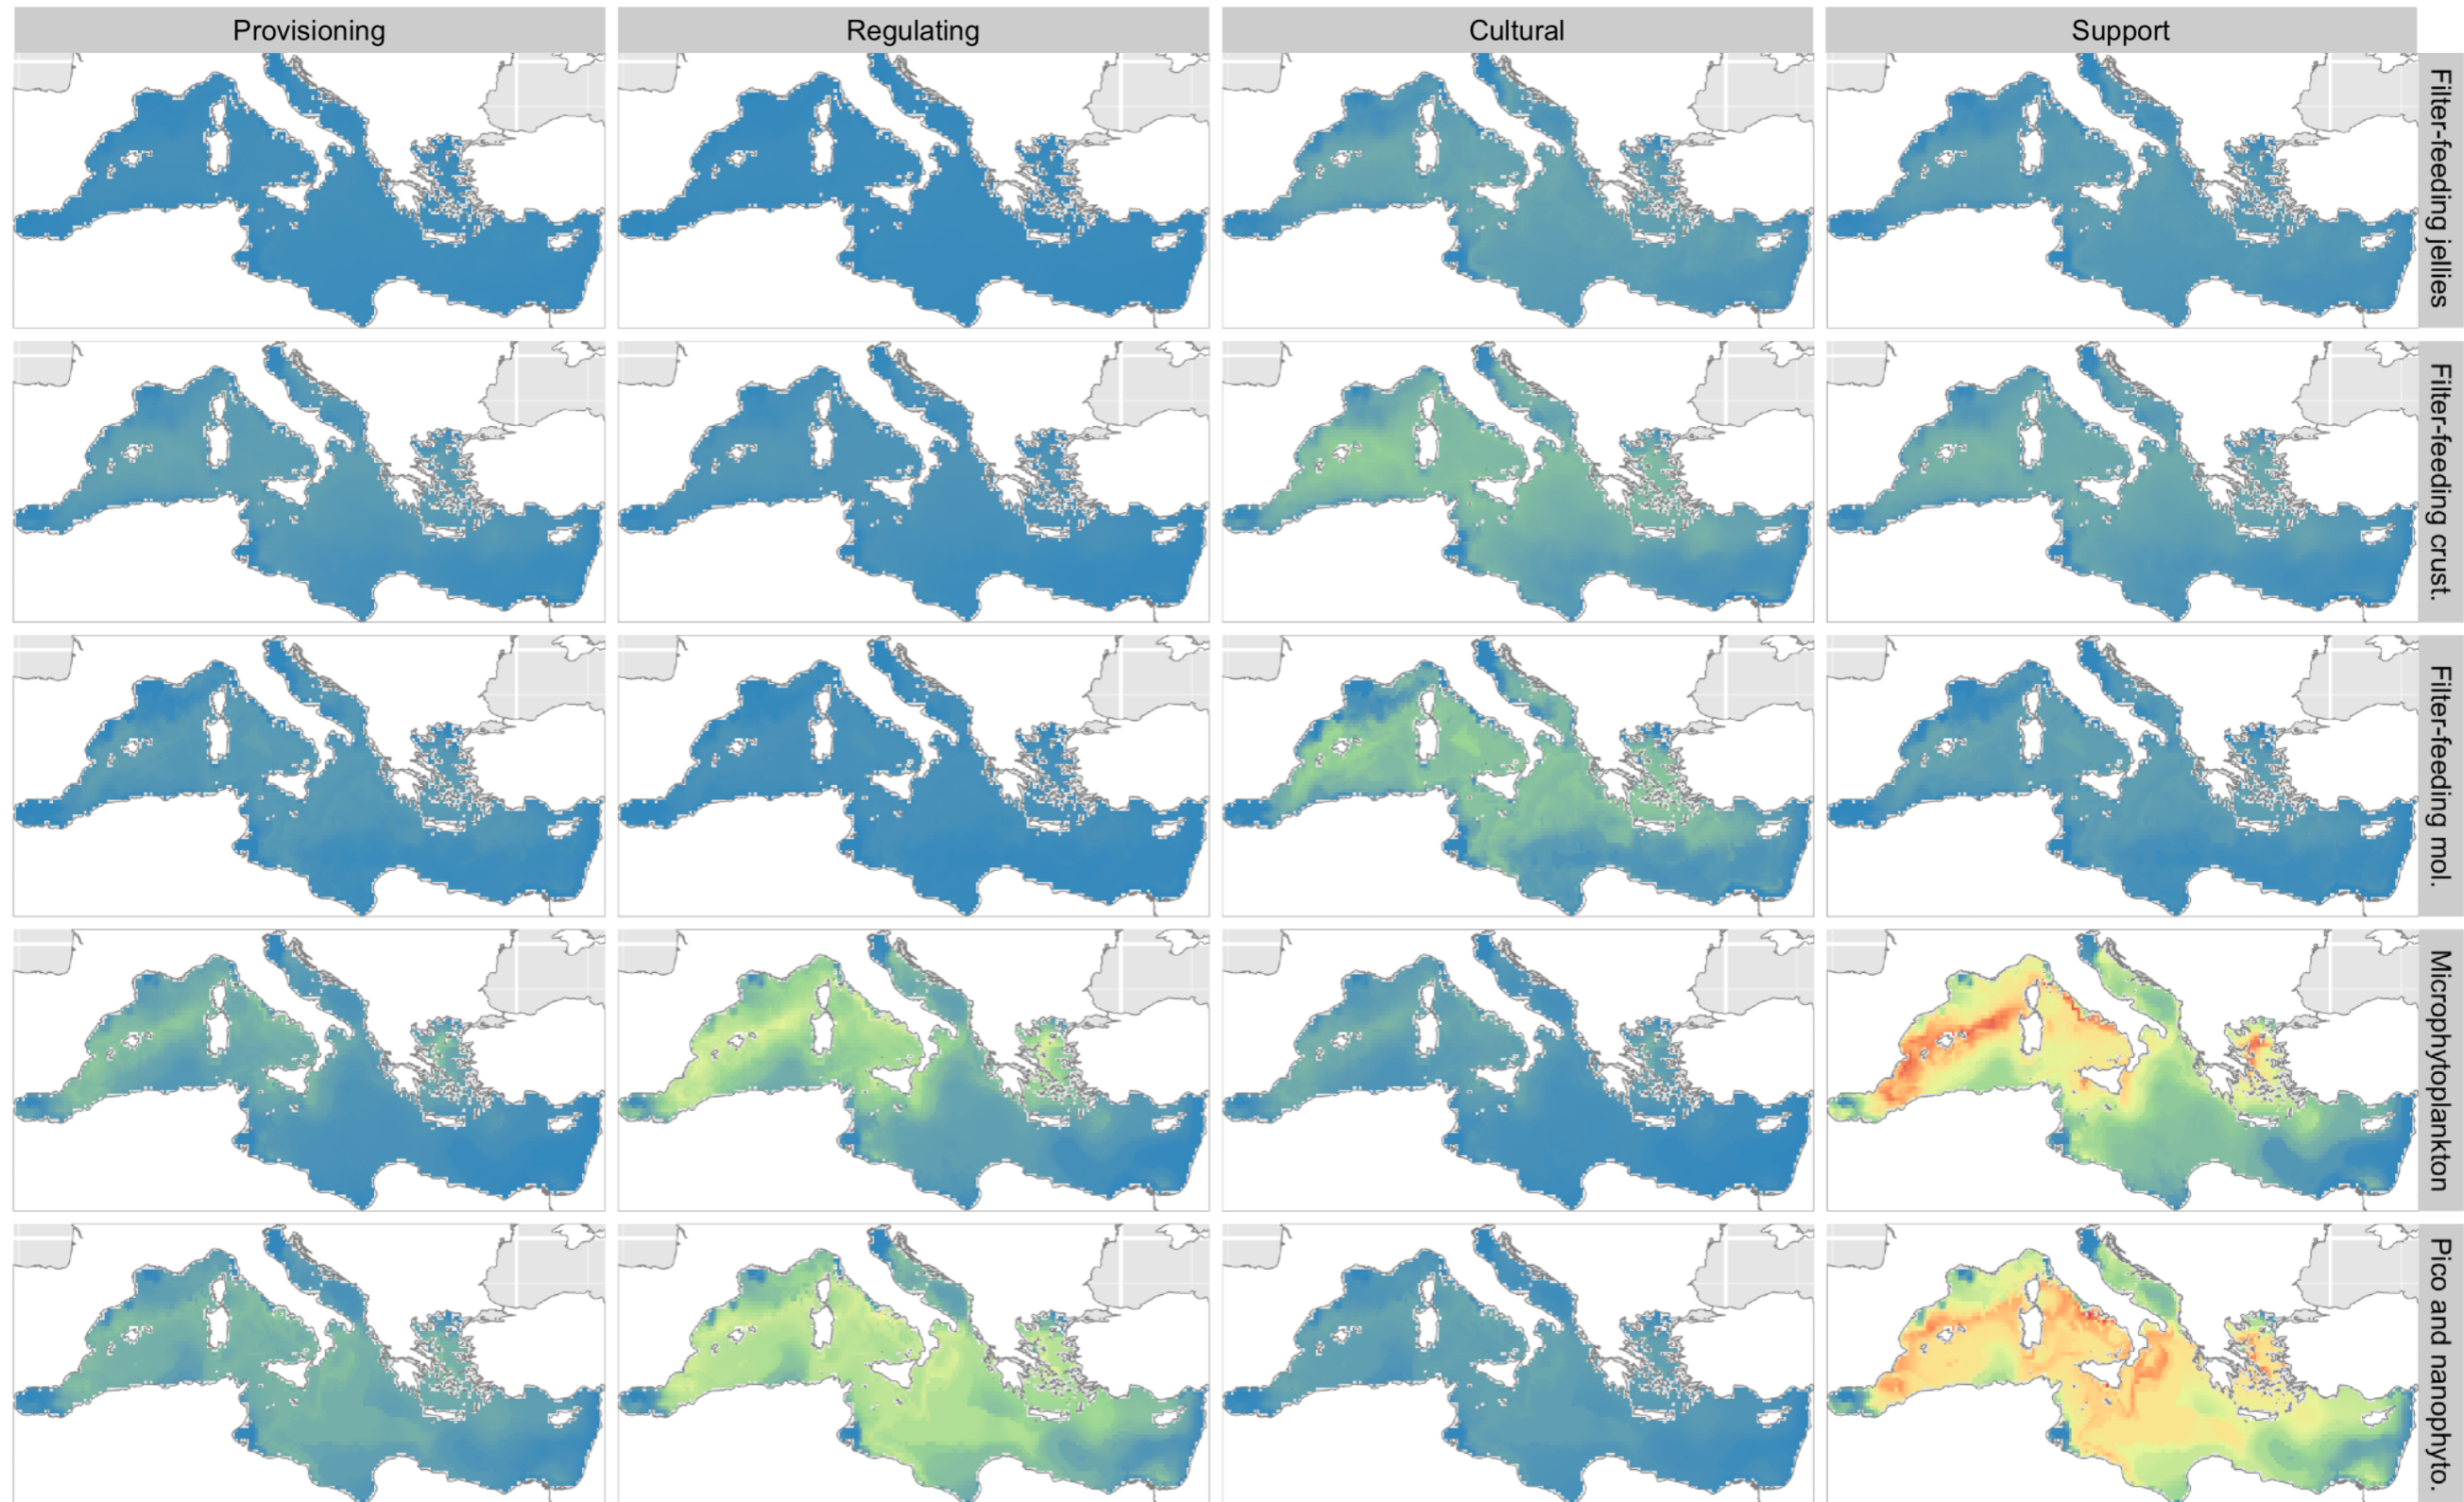 Provisioning
Regulating
Cultural
Support
Filter-feeding jellies
Filter-feeding crust.
Filter-feeding mol.
Microphytoplankton
Pico and nanophyto.